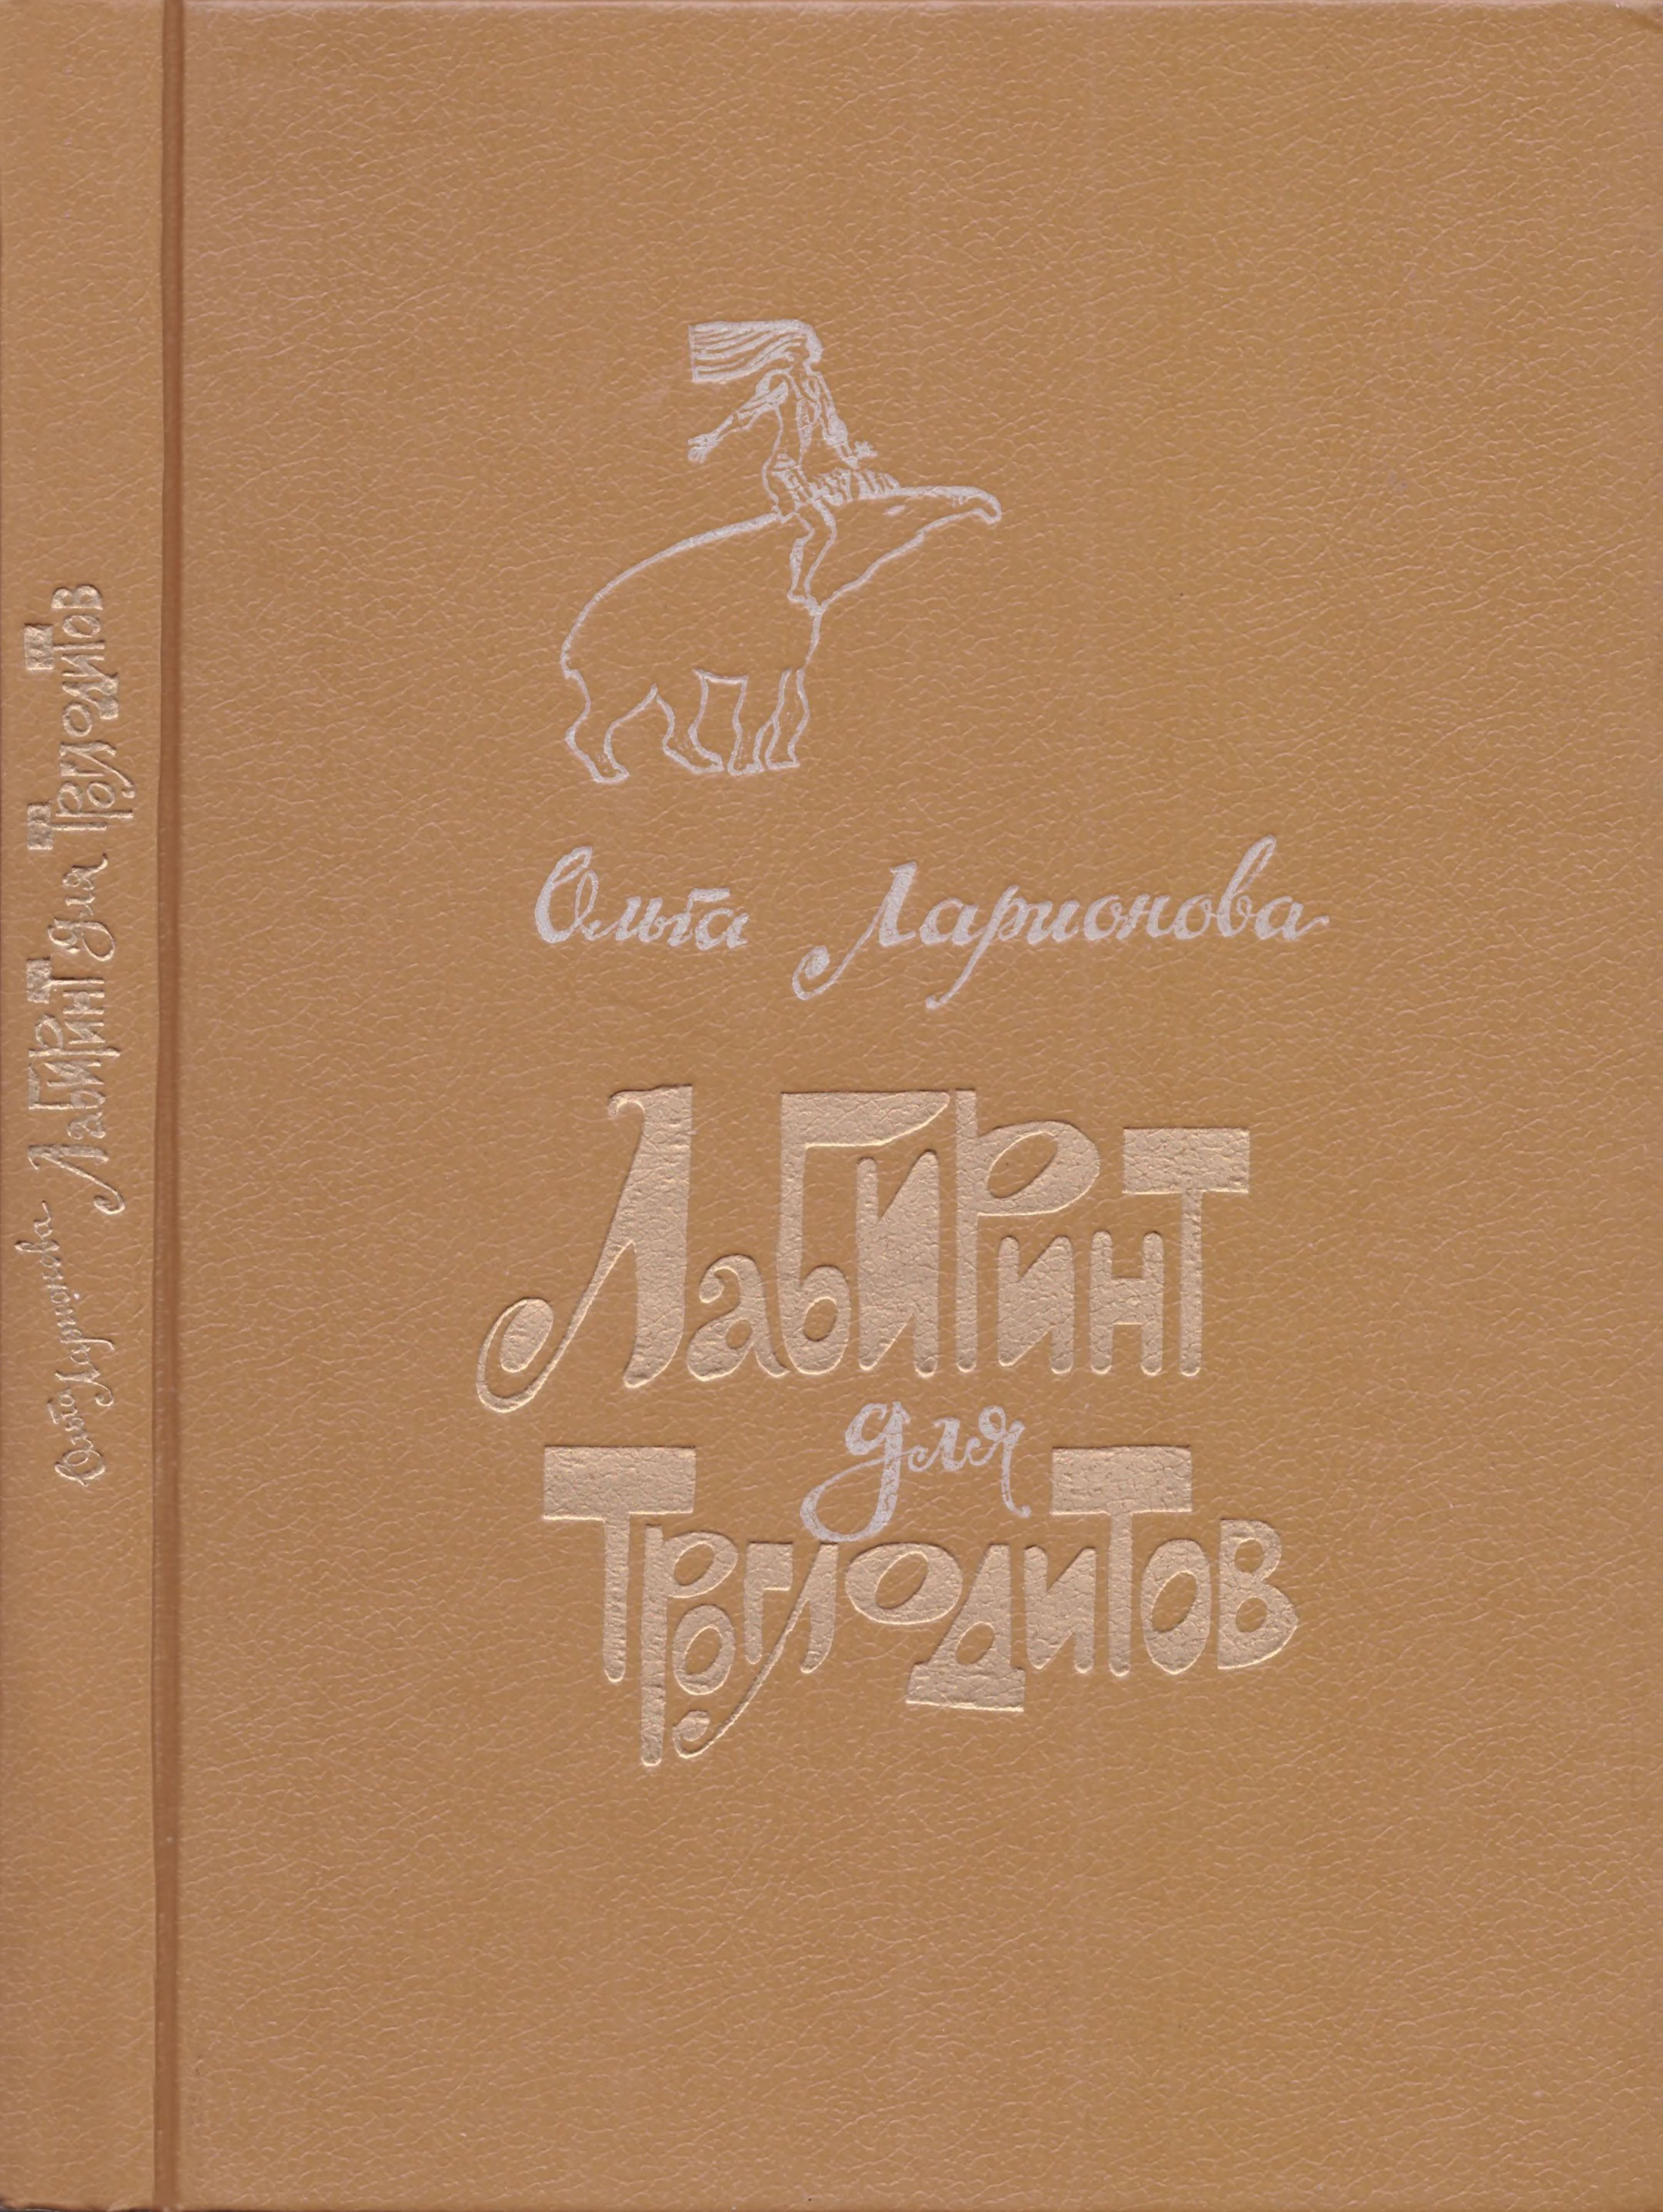 Ольга Ларионова Лабиринт для Троглодитов
Ольга Ларионова
Лабиринт
для
Троглодитов